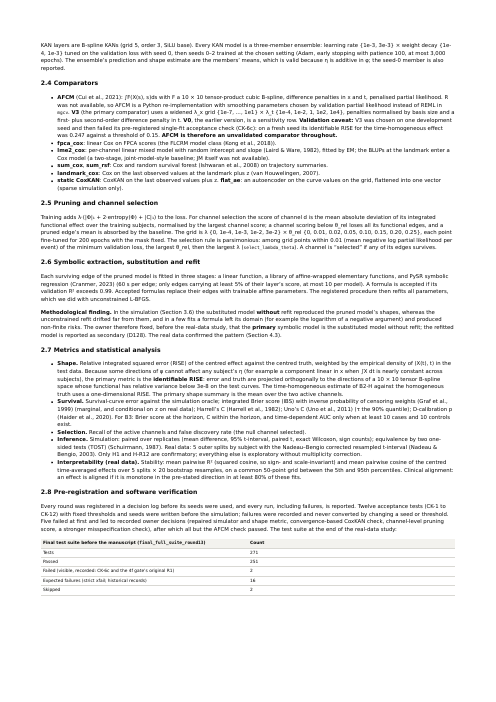 KAN layers are B-spline KANs (grid 5, order 3, SiLU base). Every KAN model is a three-member ensemble: learning rate {1e-3, 3e-3} × weight decay {1e-
4, 1e-3} tuned on the validation loss with seed 0, then seeds 0–2 trained at the chosen setting (Adam, early stopping with patience 100, at most 3,000
epochs). The ensemble's prediction and shape estimate are the members' means, which is valid because η is additive in φ; the seed-0 member is also
reported.
2.4 Comparators
• AFCM (Cui et al., 2021): ∫F(X(s), s)ds with F a 10 × 10 tensor-product cubic B-spline, difference penalties in x and t, penalised partial likelihood. R
was not available, so AFCM is a Python re-implementation with smoothing parameters chosen by validation partial likelihood instead of REML in
mgcv. V3 (the primary comparator) uses a widened λ_x grid {1e-7, ..., 1e1} × λ_t {1e-4, 1e-2, 1, 1e2, 1e4}, penalties normalised by basis size and a
first- plus second-order difference penalty in t. V0, the earlier version, is a sensitivity row. Validation caveat: V3 was chosen on one development
seed and then failed its pre-registered single acceptance check (CK-6c): on a fresh seed its identifiable RISE for the time-homogeneous effect
was 0.247 against a threshold of 0.15. AFCM is therefore an unvalidated comparator throughout.
• fpca_cox: linear Cox on FPCA scores (the FLCRM model class) (Kong et al., 2018).
• lme2_cox: per-channel linear mixed model with random intercept and slope (Laird & Ware, 1982), fitted by EM; the BLUPs at the landmark enter a
Cox model (a two-stage, joint-model-style baseline; JM itself was not available).
• sum_cox, sum_rsf: Cox and random survival forest (Ishwaran et al., 2008) on trajectory summaries.
• landmark_cox: Cox on the last observed values at the landmark plus z (van Houwelingen, 2007).
• static CoxKAN: CoxKAN on the last observed values plus z. flat_ae: an autoencoder on the curve values on the grid, flattened into one vector
(sparse simulation only).
2.5 Pruning and channel selection
Training adds λ·(|Φ|₁ + 2·entropy(Φ) + |C|₁) to the loss. For channel selection the score of channel d is the mean absolute deviation of its integrated
functional effect over the training subjects, normalised by the largest channel score; a channel scoring below θ_rel loses all its functional edges, and a
pruned edge's mean is absorbed by the baseline. The grid is λ {0, 1e-4, 1e-3, 1e-2, 3e-2} × θ_rel {0, 0.01, 0.02, 0.05, 0.10, 0.15, 0.20, 0.25}, each point
fine-tuned for 200 epochs with the mask fixed. The selection rule is parsimonious: among grid points within 0.01 (mean negative log partial likelihood per
event) of the minimum validation loss, the largest θ_rel, then the largest λ (select_lambda_theta). A channel is "selected" if any of its edges survives.
2.6 Symbolic extraction, substitution and refit
Each surviving edge of the pruned model is fitted in three stages: a linear function, a library of affine-wrapped elementary functions, and PySR symbolic
regression (Cranmer, 2023) (60 s per edge; only edges carrying at least 5% of their layer's score, at most 10 per model). A formula is accepted if its
validation R² exceeds 0.99. Accepted formulas replace their edges with trainable affine parameters. The registered procedure then refits all parameters,
which we did with unconstrained L-BFGS.
Methodological finding. In the simulation (Section 3.6) the substituted model without refit reproduced the pruned model's shapes, whereas the
unconstrained refit drifted far from them, and in a few fits a formula left its domain (for example the logarithm of a negative argument) and produced
non-finite risks. The owner therefore fixed, before the real-data study, that the primary symbolic model is the substituted model without refit; the refitted
model is reported as secondary (D128). The real data confirmed the pattern (Section 4.3).
2.7 Metrics and statistical analysis
• Shape. Relative integrated squared error (RISE) of the centred effect against the centred truth, weighted by the empirical density of (X(t), t) in
the test data. Because some directions of φ cannot affect any subject's η (for example a component linear in x when ∫X dt is nearly constant across
subjects), the primary metric is the identifiable RISE: error and truth are projected orthogonally to the directions of a 10 × 10 tensor B-spline
space whose functional has relative variance below 3e-8 on the test curves. The time-homogeneous estimate of B2-H against the homogeneous
truth uses a one-dimensional RISE. The primary shape summary is the mean over the two active channels.
• Survival. Survival-curve error against the simulation oracle; integrated Brier score (IBS) with inverse probability of censoring weights (Graf et al.,
1999) (marginal, and conditional on z on real data); Harrell's C (Harrell et al., 1982); Uno's C (Uno et al., 2011) (τ the 90% quantile); D-calibration p
(Haider et al., 2020). For B3: Brier score at the horizon, C within the horizon, and time-dependent AUC only when at least 10 cases and 10 controls
exist.
• Selection. Recall of the active channels and false discovery rate (the null channel selected).
• Inference. Simulation: paired over replicates (mean difference, 95% t-interval, paired t, exact Wilcoxon, sign counts); equivalence by two one-
sided tests (TOST) (Schuirmann, 1987). Real data: 5 outer splits by subject with the Nadeau-Bengio corrected resampled t-interval (Nadeau &
Bengio, 2003). Only H1 and H-R12 are confirmatory; everything else is exploratory without multiplicity correction.
• Interpretability (real data). Stability: mean pairwise R² (squared cosine, so sign- and scale-invariant) and mean pairwise cosine of the centred
time-averaged effects over 5 splits × 20 bootstrap resamples, on a common 50-point grid between the 5th and 95th percentiles. Clinical alignment:
an effect is aligned if it is monotone in the pre-stated direction in at least 80% of these fits.
2.8 Pre-registration and software verification
Every round was registered in a decision log before its seeds were used, and every run, including failures, is reported. Twelve acceptance tests (CK-1 to
CK-12) with fixed thresholds and seeds were written before the simulation; failures were recorded and never converted by changing a seed or threshold.
Five failed at first and led to recorded owner decisions (repaired simulator and shape metric, convergence-based CoxKAN check, channel-level pruning
score, a stronger misspecification check), after which all but the AFCM check passed. The test suite at the end of the real-data study:
Final test suite before the manuscript (final_full_suite_round13) Count
Tests 271
Passed 251
Failed (visible, recorded: CK-6c and the 4f gate's original R1) 2
Expected failures (strict xfail; historical records) 16
Skipped 2